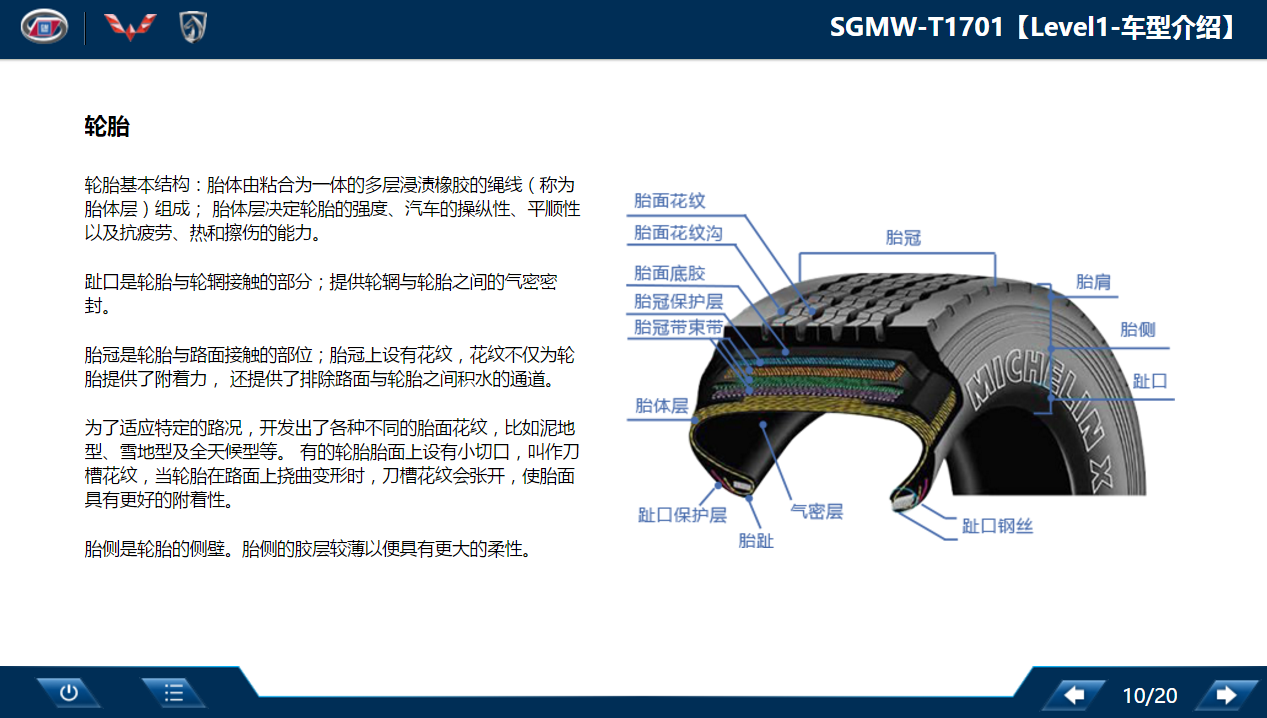 SGMW-T1701【Level1-车型介绍】
轮胎
轮胎基本结构：胎体由粘合为一体的多层浸渍橡胶的绳线（称为
胎体层）组成； 胎体层决定轮胎的强度、汽车的操纵性、平顺性
以及抗疲劳、热和擦伤的能力。
趾口是轮胎与轮辋接触的部分；提供轮辋与轮胎之间的气密密
封。
胎冠是轮胎与路面接触的部位；胎冠上设有花纹，花纹不仅为轮
胎提供了附着力， 还提供了排除路面与轮胎之间积水的通道。
为了适应特定的路况，开发出了各种不同的胎面花纹，比如泥地
型、雪地型及全天候型等。 有的轮胎胎面上设有小切口，叫作刀
槽花纹，当轮胎在路面上挠曲变形时，刀槽花纹会张开，使胎面
具有更好的附着性。
胎侧是轮胎的侧壁。胎侧的胶层较薄以便具有更大的柔性。
胎面花纹
胎面花纹沟
胎面底胶
胎冠保护层
胎冠带束带
胎体层
趾口保护层
胎趾
气密层
趾口钢丝
胎冠
胎肩
胎侧
趾口
MICHELIN X
10/20